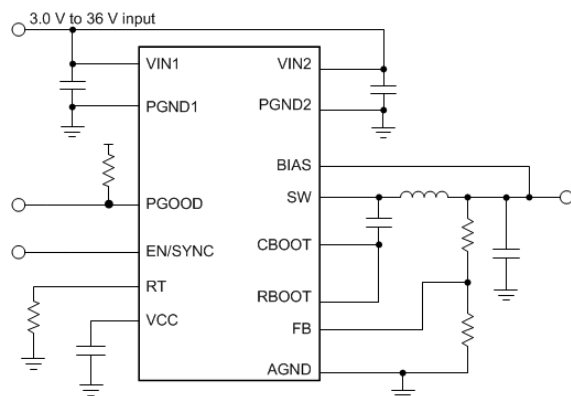 3.0 V to 36 V input
VIN1
VIN2
PGND1
PGND2
BIAS
SW
PGOOD
CBOOT
EN/SYNC
RT
RBOOT
VCC
FB
AGND